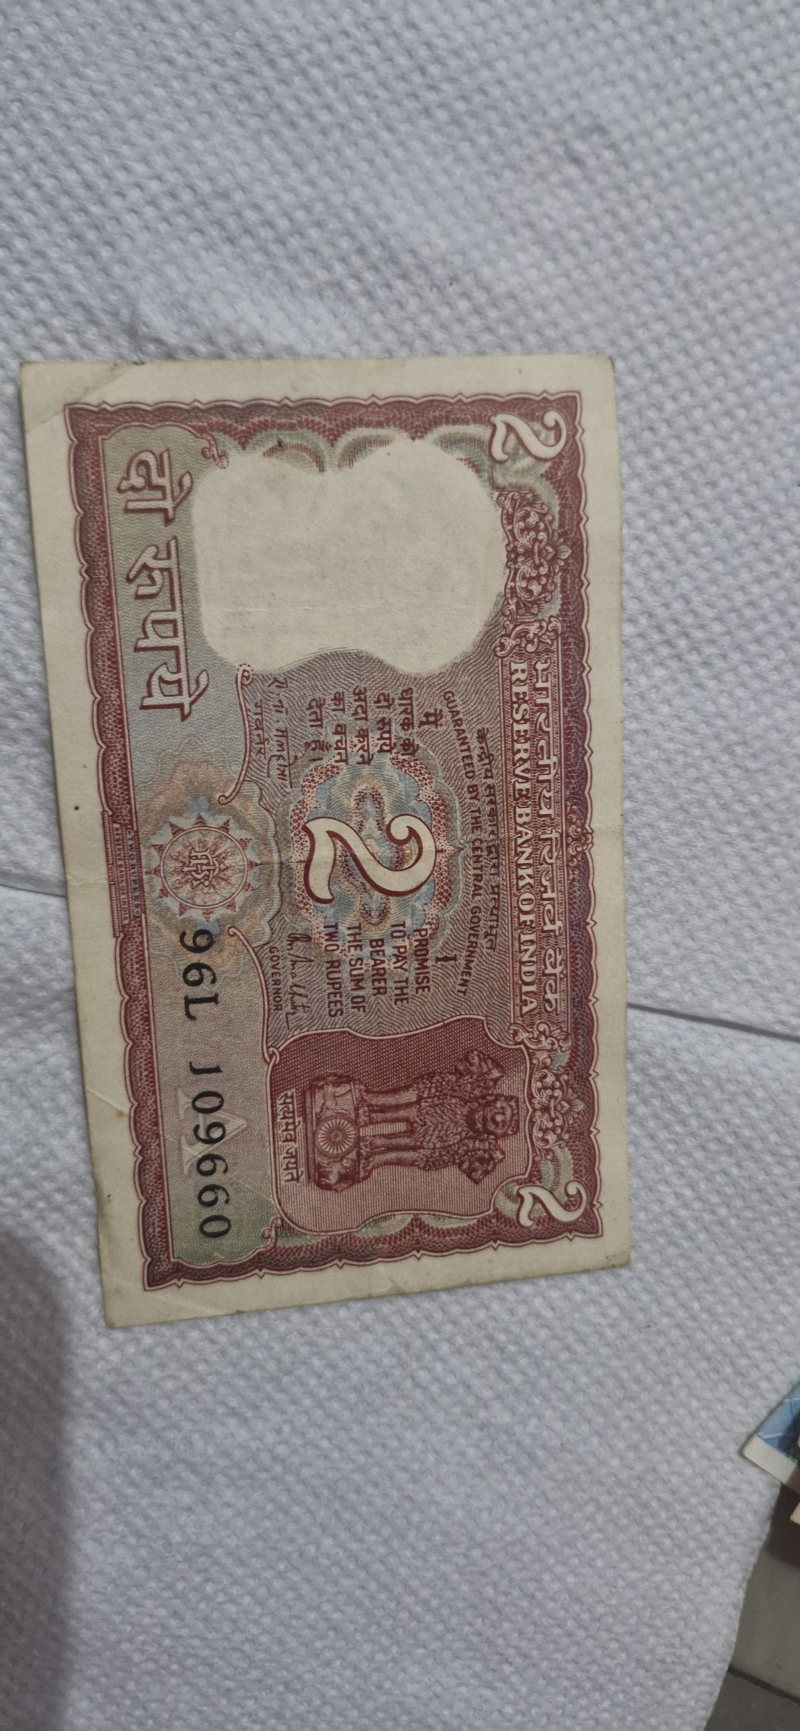 2
भारतीय रिज़र्व बैंक
RESERVE BANK OF INDIA
2
केन्द्रीय सरकार द्वारा प्रत्याभूत
GUARANTEED BY THE CENTRAL GOVERNMENT
मैं
धारक को
दो रुपये
अदा करने
का वचन
देता हूँ।
गवर्नर
2
I
PROMISE
TO PAY THE
BEARER
THE SUM OF
TWO RUPEES
GOVERNOR
सत्यमेव जयते
दो रुपये
96L 109660